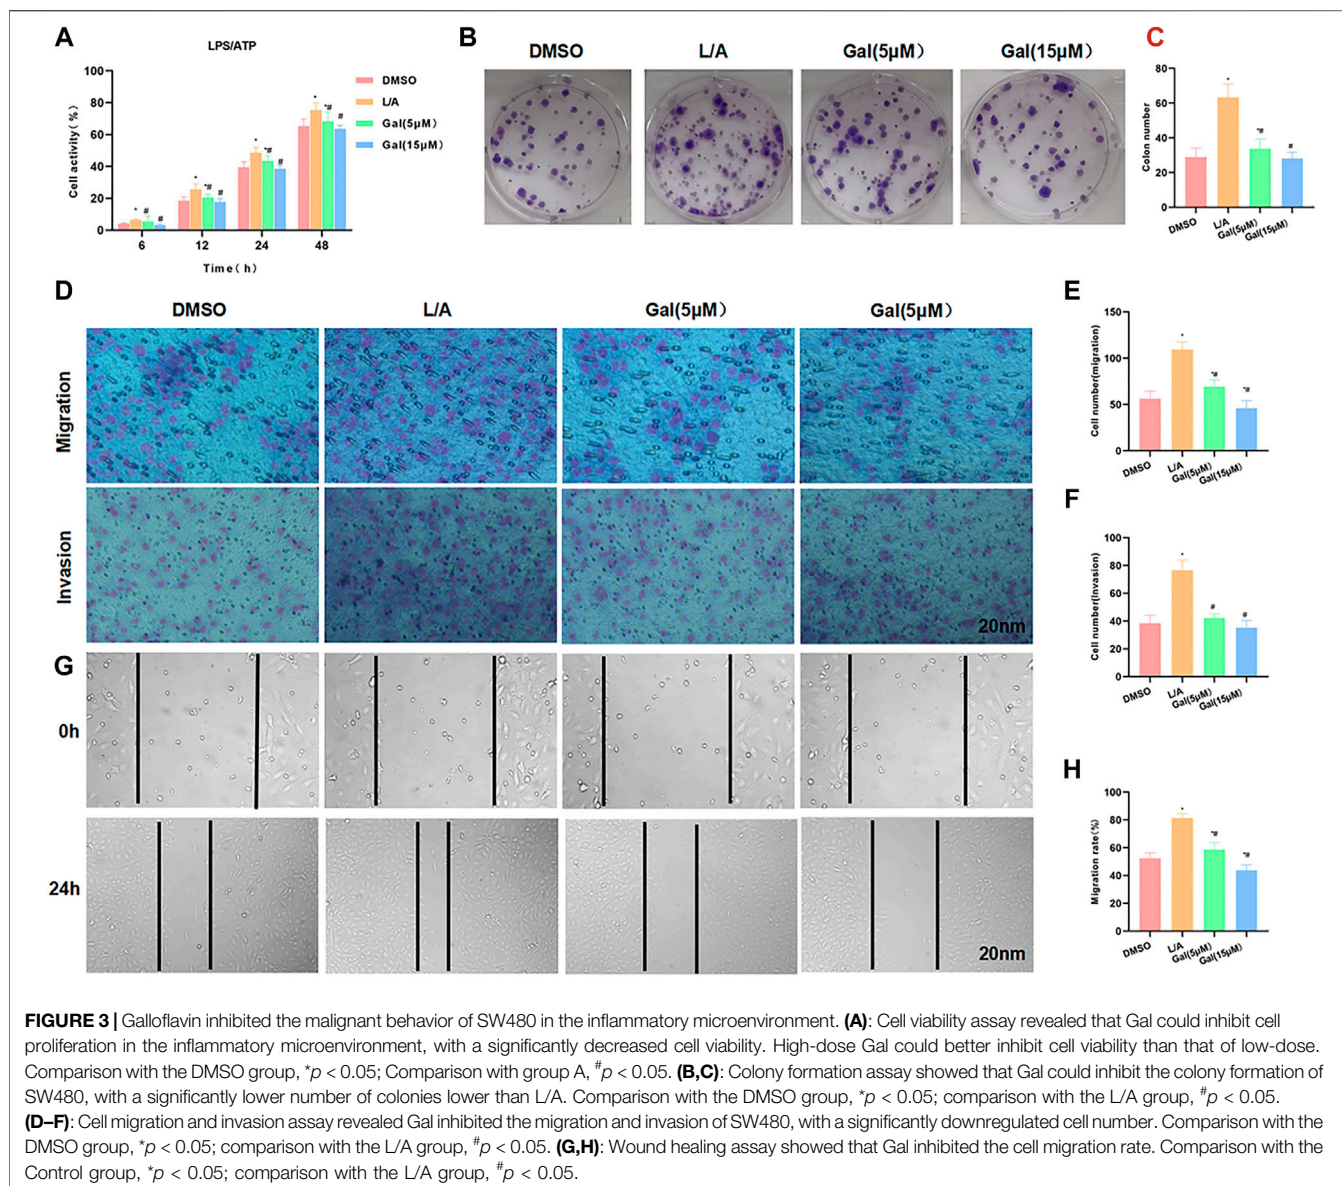 A
LPS/ATP
Cell activity( %)
100
80
60
40
20
0
* # #
* *# #
* *# #
* *# #
6 12 24 48
Time( h)
DMSO
L/A
Gal(5μM)
Gal(15μM)
B
DMSO L/A Gal(5μM) Gal(15μM)
C
Colon number
80
60
40
20
0
* *# #
DMSO L/A Gal(5μM) Gal(15μM)
D
DMSO L/A Gal(5μM) Gal(5μM)
Migration
Invasion
20nm
E
Cell number(migration)
150
100
50
0
* *# *#
DMSO L/A Gal(5μM) Gal(15μM)
F
Cell number(invasion)
100
80
60
40
20
0
* # #
DMSO L/A Gal(5μM) Gal(15μM)
G
0h
24h
20nm
H
Migration rate(%)
100
80
60
40
20
0
* *# *#
DMSO L/A Gal(5μM) Gal(15μM)
FIGURE 3 | Galloflavin inhibited the malignant behavior of SW480 in the inflammatory microenvironment. (A): Cell viability assay revealed that Gal could inhibit cell
proliferation in the inflammatory microenvironment, with a significantly decreased cell viability. High-dose Gal could better inhibit cell viability than that of low-dose.
Comparison with the DMSO group, *p < 0.05; Comparison with group A, #p < 0.05. (B,C): Colony formation assay showed that Gal could inhibit the colony formation of
SW480, with a significantly lower number of colonies lower than L/A. Comparison with the DMSO group, *p < 0.05; comparison with the L/A group, #p < 0.05.
(D–F): Cell migration and invasion assay revealed Gal inhibited the migration and invasion of SW480, with a significantly downregulated cell number. Comparison with the
DMSO group, *p < 0.05; comparison with the L/A group, #p < 0.05. (G,H): Wound healing assay showed that Gal inhibited the cell migration rate. Comparison with the
Control group, *p < 0.05; comparison with the L/A group, #p < 0.05.